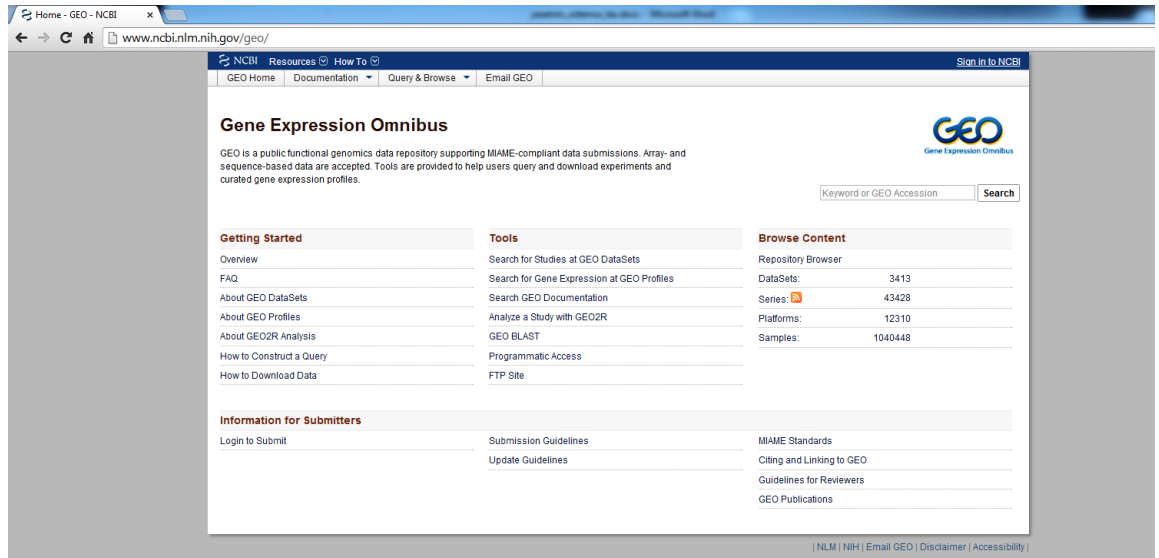 Home - GEO - NCBI
www.ncbi.nlm.nih.gov/geo/
NCBI Resources How To Sign in to NCBI
GEO Home Documentation Query & Browse Email GEO
Gene Expression Omnibus
GEO is a public functional genomics data repository supporting MIAME-compliant data submissions. Array- and
sequence-based data are accepted. Tools are provided to help users query and download experiments and
curated gene expression profiles.
GEO
Gene Expression Omnibus
Keyword or GEO Accession Search
Getting Started
Overview
FAQ
About GEO DataSets
About GEO Profiles
About GEO2R Analysis
How to Construct a Query
How to Download Data
Tools
Search for Studies at GEO DataSets
Search for Gene Expression at GEO Profiles
Search GEO Documentation
Analyze a Study with GEO2R
GEO BLAST
Programmatic Access
FTP Site
Browse Content
Repository Browser
DataSets: 3413
Series: 43428
Platforms: 12310
Samples: 1040448
Information for Submitters
Login to Submit
Submission Guidelines
Update Guidelines
MIAME Standards
Citing and Linking to GEO
Guidelines for Reviewers
GEO Publications
| NLM | NIH | Email GEO | Disclaimer | Accessibility |